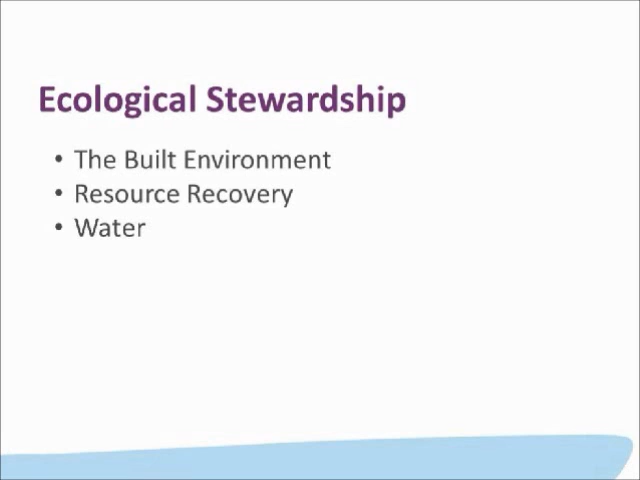 Ecological Stewardship
• The Built Environment
• Resource Recovery
• Water